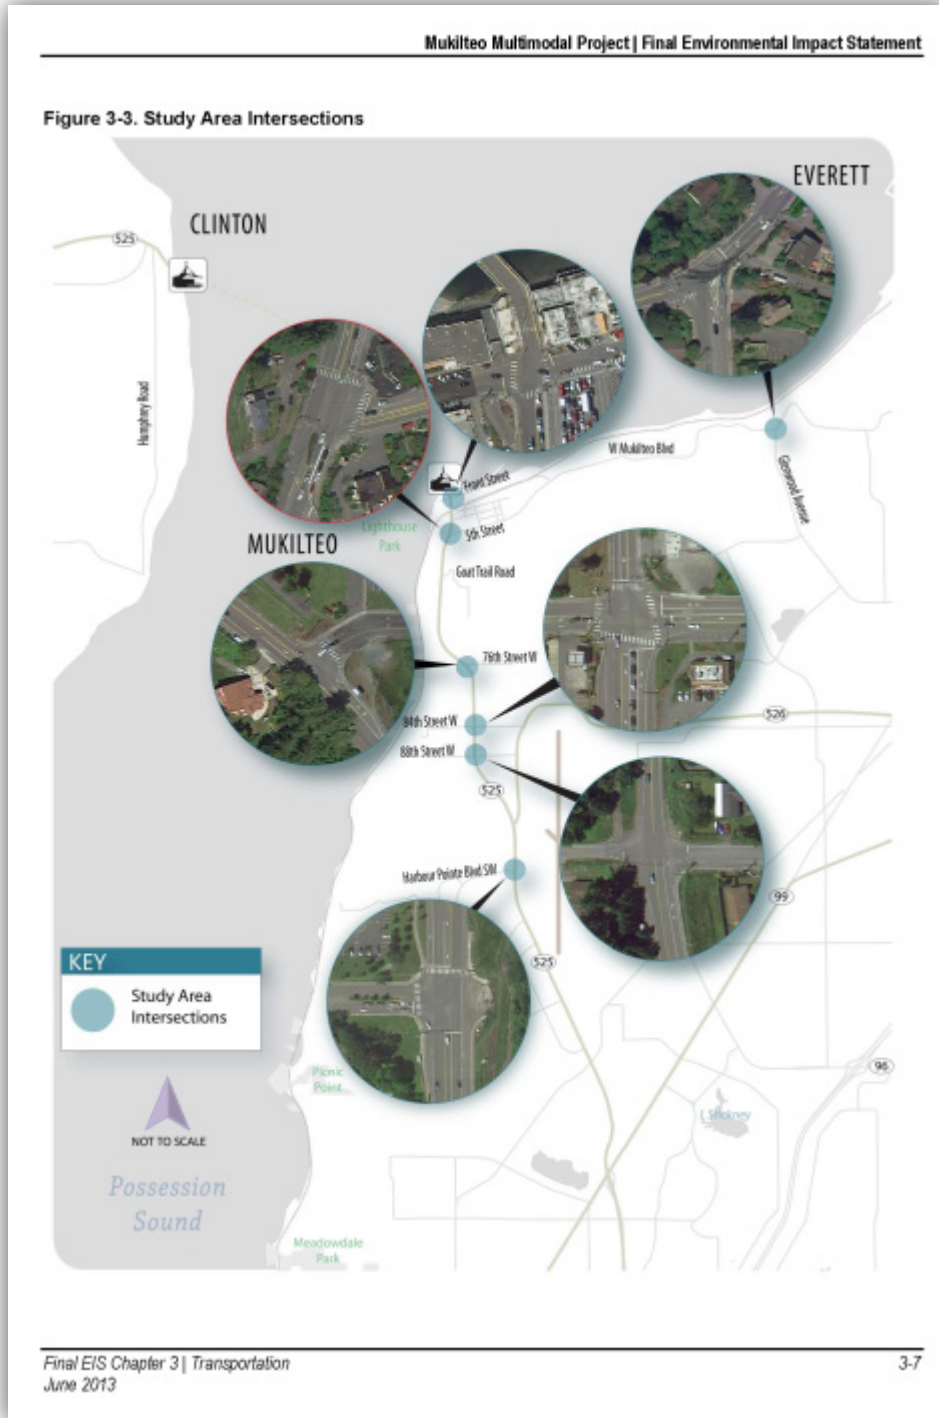 Mukilteo Multimodal Project | Final Environmental Impact Statement
Figure 3-3. Study Area Intersections
EVERETT
CLINTON
525
Humphrey Road
W Mukilteo Blvd
Glenwood Avenue
Front Street
Lighthouse
Park
5th Street
MUKILTEO
Goat Trail Road
76th Street W
84th Street W
526
88th Street W
525
Harbour Pointe Blvd SW
99
525
KEY
Study Area
Intersections
96
Picnic
Point
L Stickney
NOT TO SCALE
Possession
Sound
Meadowdale
Park
Final EIS Chapter 3 | Transportation
3-7
June 2013